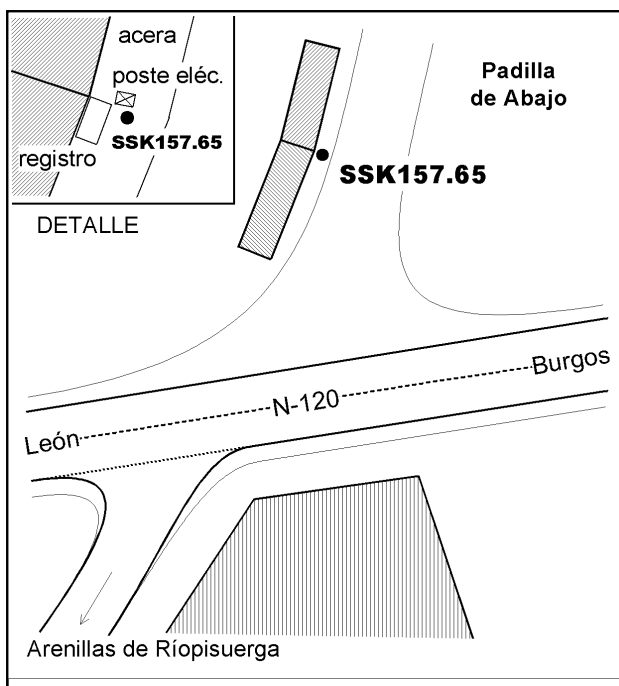 acera
poste eléc.
SSK157.65
registro
DETALLE
Padilla
de Abajo
SSK157.65
Burgos
N-120
León
Arenillas de Ríopisuerga